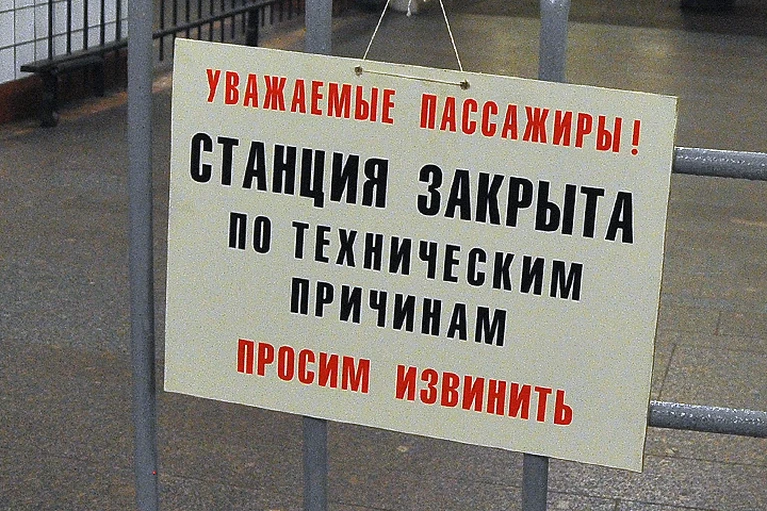 УВАЖАЕМЫЕ ПАССАЖИРЫ!
СТАНЦИЯ ЗАКРЫТА
ПО ТЕХНИЧЕСКИМ
ПРИЧИНАМ
ПРОСИМ ИЗВИНИТЬ